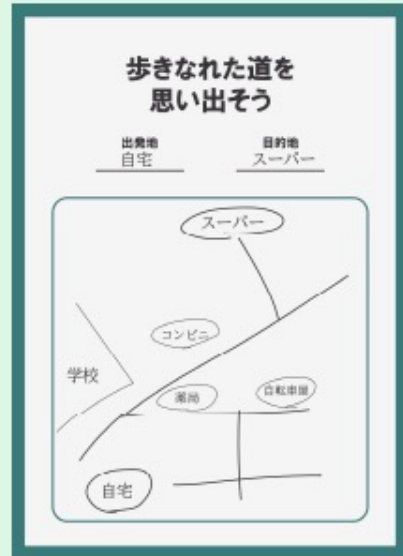 歩きなれた道を
思い出そう
出発地
自宅
目的地
スーパー
スーパー
コンビニ
学校
薬局
自転車屋
自宅